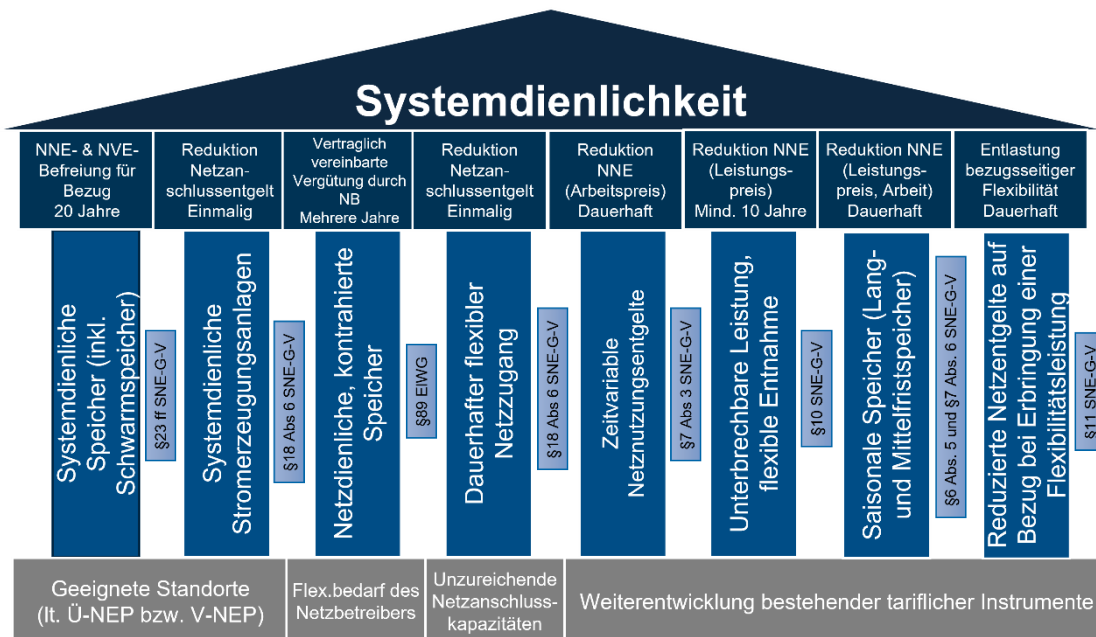 Systemdienlichkeit
NNE- & NVE-
Befreiung für
Bezug
20 Jahre
Reduktion
Netzan-
schlussentgelt
Einmalig
Vertraglich
vereinbarte
Vergütung durch
NB
Mehrere Jahre
Reduktion
Netzan-
schlussentgelt
Einmalig
Reduktion
NNE
(Arbeitspreis)
Dauerhaft
Reduktion NNE
(Leistungs-
preis)
Mind. 10 Jahre
Reduktion NNE
(Leistungs-
preis, Arbeit)
Dauerhaft
Entlastung
bezugsseitiger
Flexibilität
Dauerhaft
Systemdienliche
Speicher (inkl.
Schwarmspeicher)
§23 ff SNE-G-V
Systemdienliche
Stromerzeugungsanlagen
§18 Abs 6 SNE-G-V
Netzdienliche, kontrahierte
Speicher
§89 ElWG
Dauerhafter flexibler
Netzzugang
§18 Abs 6 SNE-G-V
Zeitvariable
Netznutzungsentgelte
§7 Abs 3 SNE-G-V
Unterbrechbare Leistung,
flexible Entnahme
§10 SNE-G-V
Saisonale Speicher (Lang-
und Mittelfristspeicher)
§6 Abs. 5 und §7 Abs. 6 SNE-G-V
Reduzierte Netzentgelte auf
Bezug bei Erbringung einer
Flexibilitätsleistung
§11 SNE-G-V
Geeignete Standorte
(lt. Ü-NEP bzw. V-NEP)
Flex.bedarf des
Netzbetreibers
Unzureichende
Netzanschluss-
kapazitäten
Weiterentwicklung bestehender tariflicher Instrumente